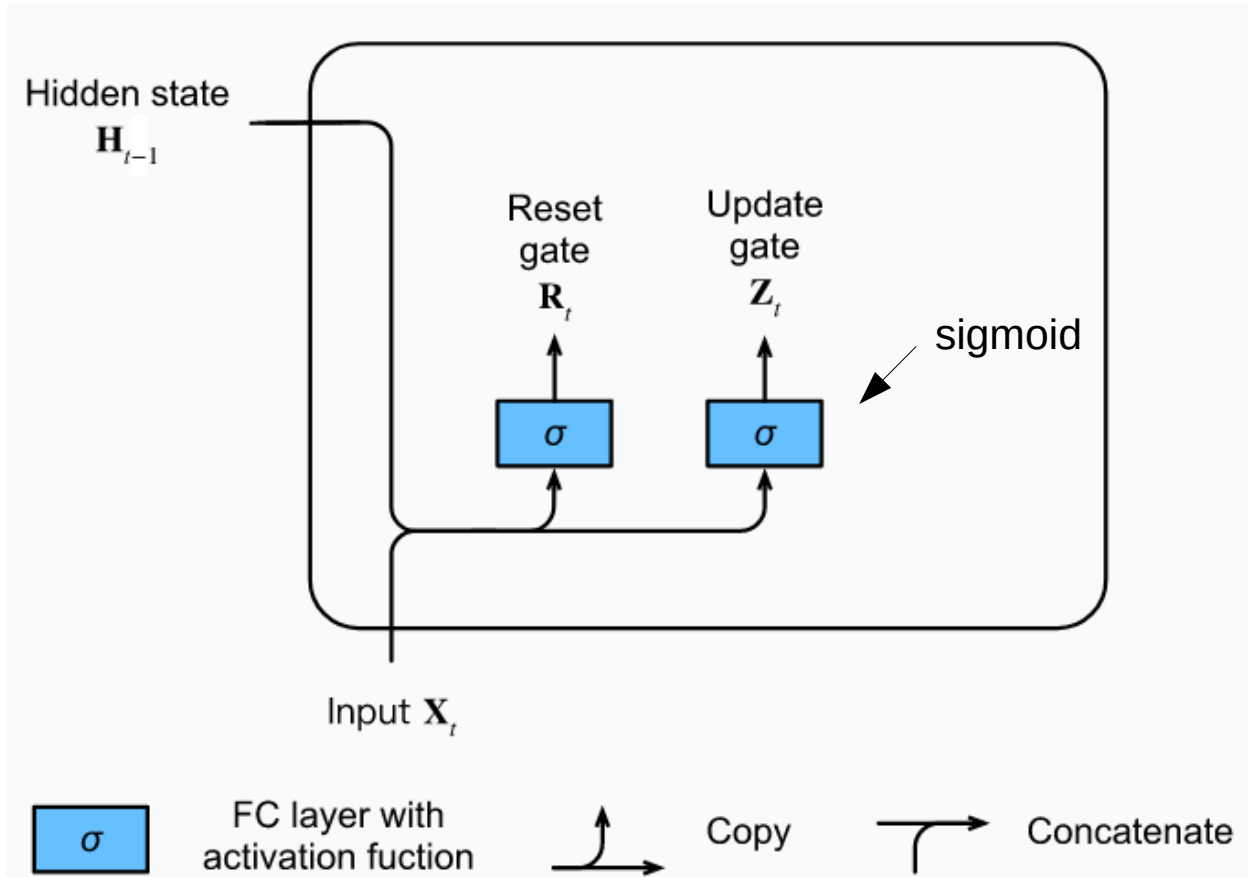 Hidden state
H_{t-1}
Reset
gate
R_t
Update
gate
Z_t
sigmoid
σ
σ
Input X_t
σ
FC layer with
activation fuction
Copy
Concatenate